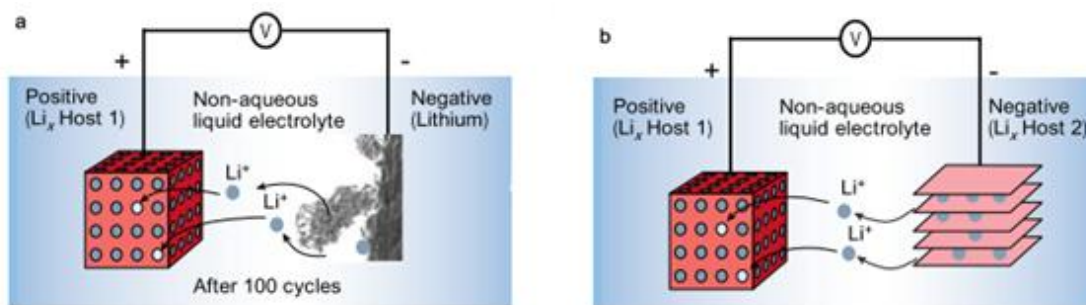 a
V
+
-
Positive
(Liₓ Host 1)
Non-aqueous
liquid electrolyte
Negative
(Lithium)
Li⁺
Li⁺
After 100 cycles
b
V
+
-
Positive
(Liₓ Host 1)
Non-aqueous
liquid electrolyte
Negative
(Liₓ Host 2)
Li⁺
Li⁺